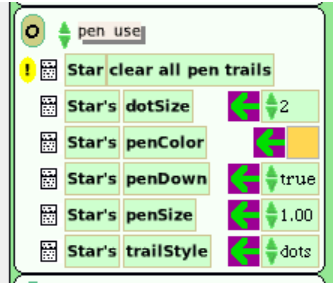 pen use
! Star clear all pen trails
Star's dotSize 2
Star's penColor
Star's penDown true
Star's penSize 1.00
Star's trailStyle dots